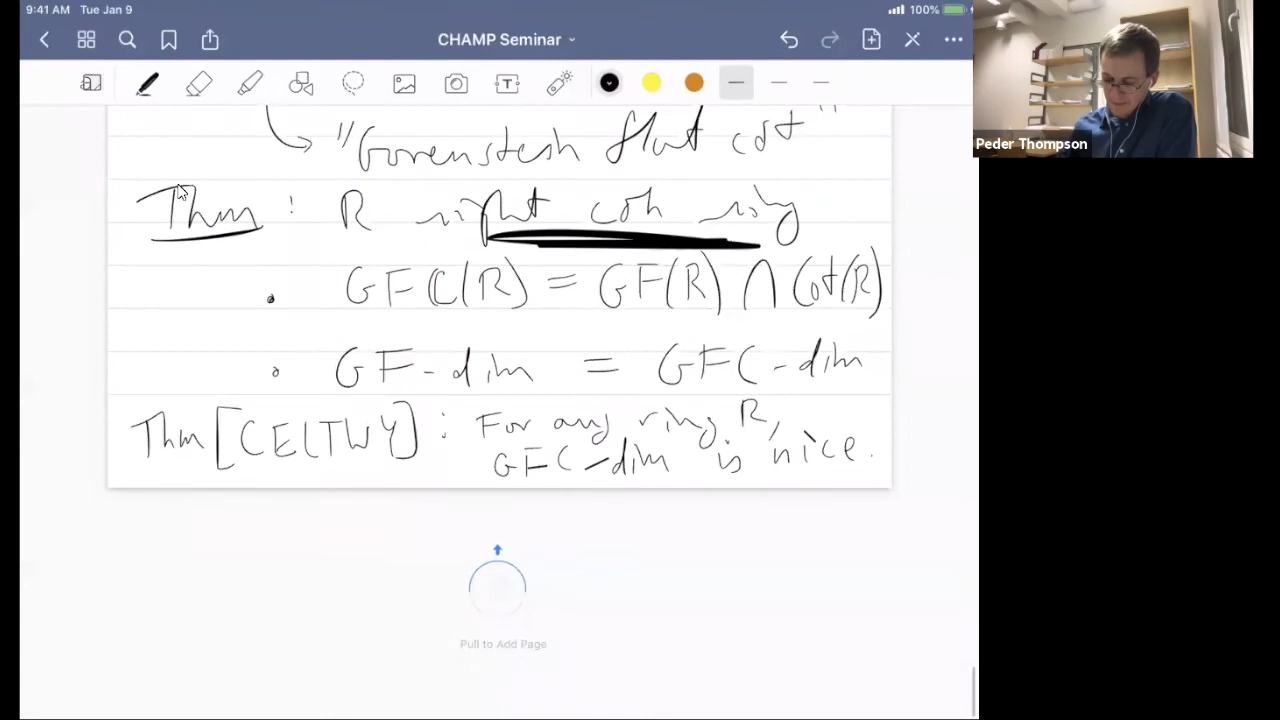 9:41 AM Tue Jan 9
100%
CHAMP Seminar
T
Peder Thompson
"Gorenstein flat cot"
Thm : R right coh ring
• GFC(R) = GF(R) ∩ Cot(R)
• GF-dim = GFC-dim
Thm [CELTWY] : For any ring R,
GFC-dim is nice.
Pull to Add Page